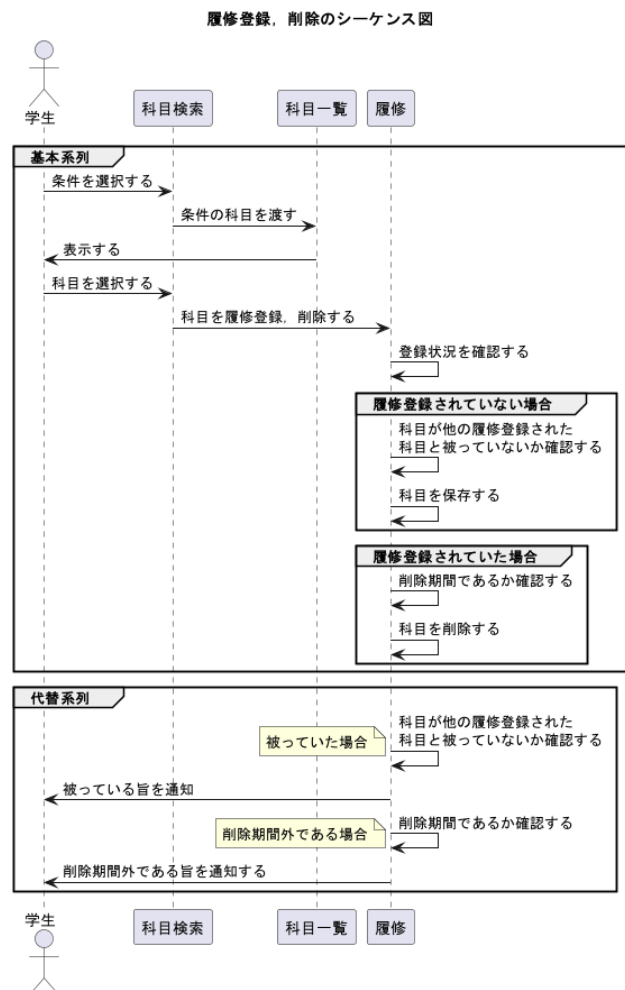 履修登録，削除のシーケンス図
学生
科目検索
科目一覧
履修
基本系列
条件を選択する
条件の科目を渡す
表示する
科目を選択する
科目を履修登録，削除する
登録状況を確認する
履修登録されていない場合
科目が他の履修登録された
科目と被っていないか確認する
科目を保存する
履修登録されていた場合
削除期間であるか確認する
科目を削除する
代替系列
科目が他の履修登録された
科目と被っていないか確認する
被っていた場合
被っている旨を通知
削除期間であるか確認する
削除期間外である場合
削除期間外である旨を通知する
学生
科目検索
科目一覧
履修